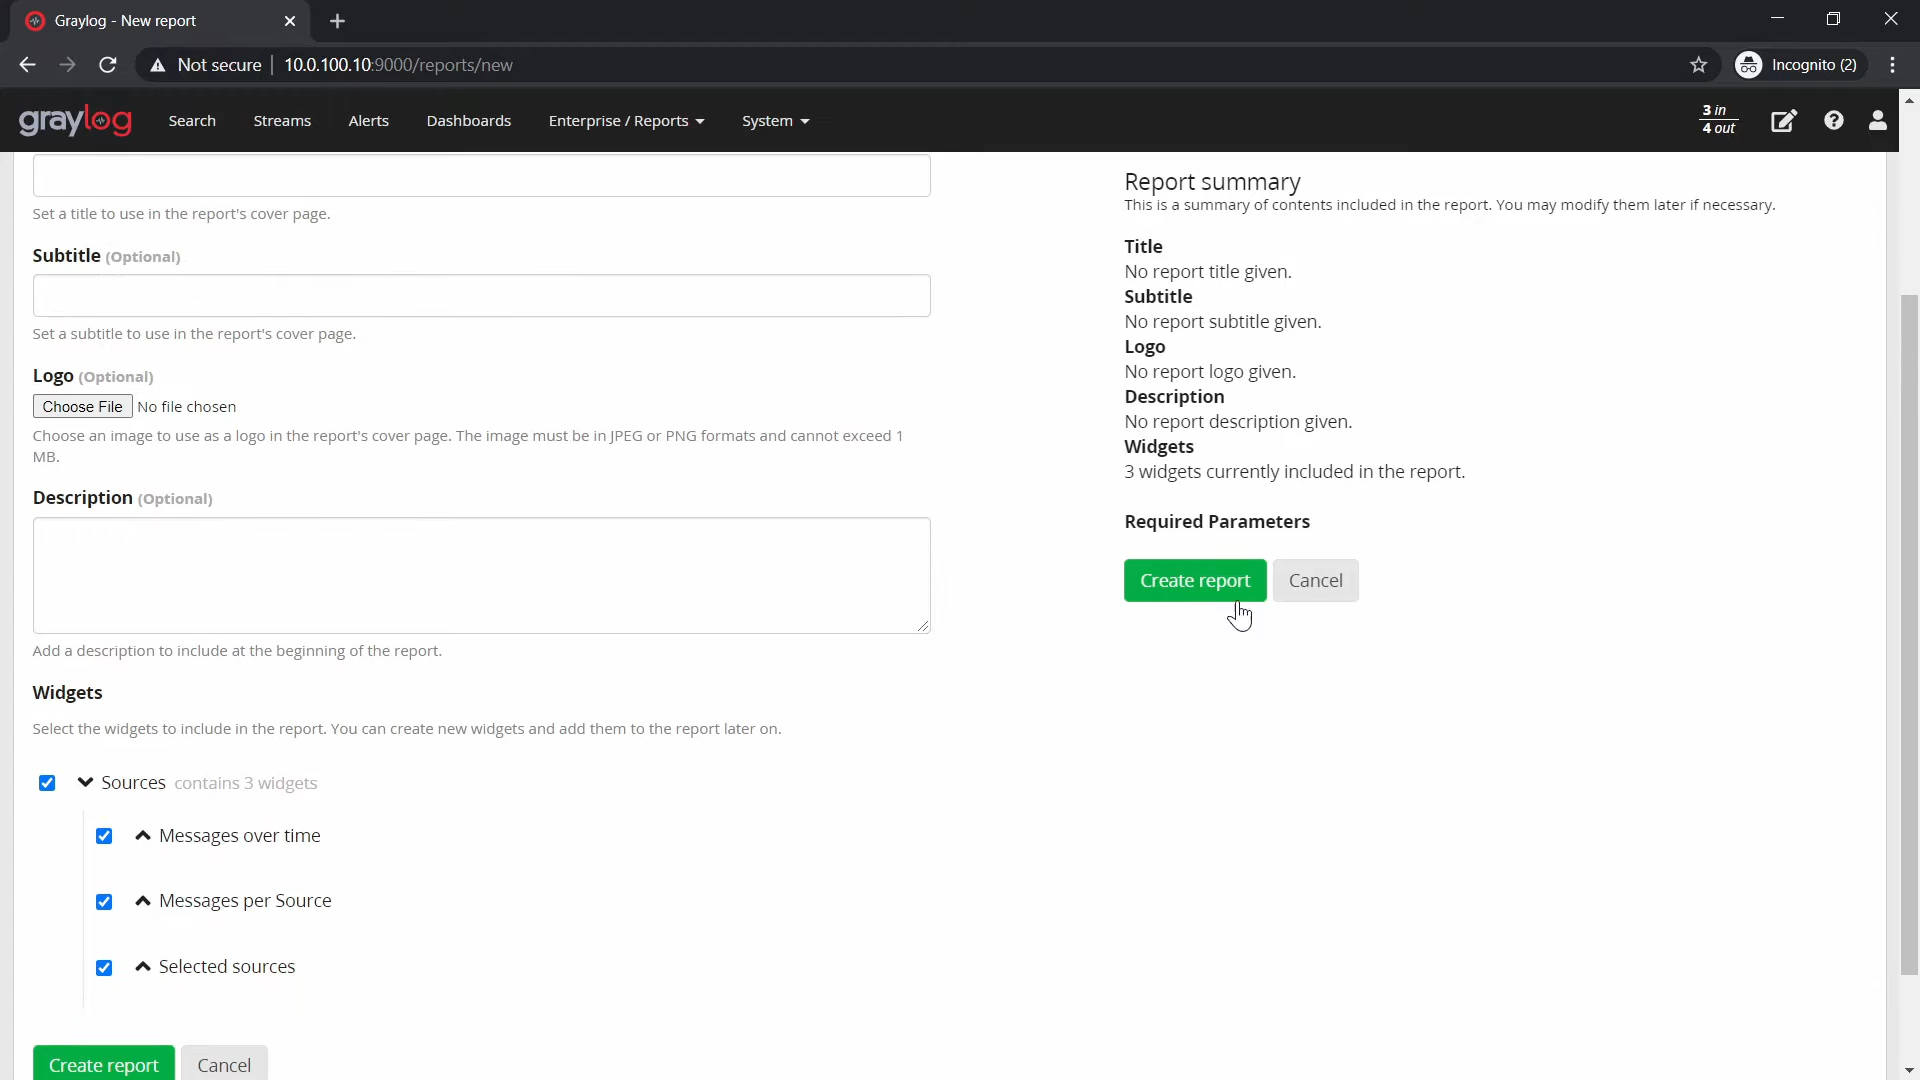 Graylog - New report
Not secure
10.0.100.10:9000/reports/new
Incognito (2)
graylog
Search
Streams
Alerts
Dashboards
Enterprise / Reports
System
3 in
4 out
Set a title to use in the report's cover page.
Subtitle (Optional)
Set a subtitle to use in the report's cover page.
Logo (Optional)
Choose File No file chosen
Choose an image to use as a logo in the report's cover page. The image must be in JPEG or PNG formats and cannot exceed 1
MB.
Description (Optional)
Add a description to include at the beginning of the report.
Widgets
Select the widgets to include in the report. You can create new widgets and add them to the report later on.
Sources contains 3 widgets
Messages over time
Messages per Source
Selected sources
Create report
Cancel
Report summary
This is a summary of contents included in the report. You may modify them later if necessary.
Title
No report title given.
Subtitle
No report subtitle given.
Logo
No report logo given.
Description
No report description given.
Widgets
3 widgets currently included in the report.
Required Parameters
Create report
Cancel